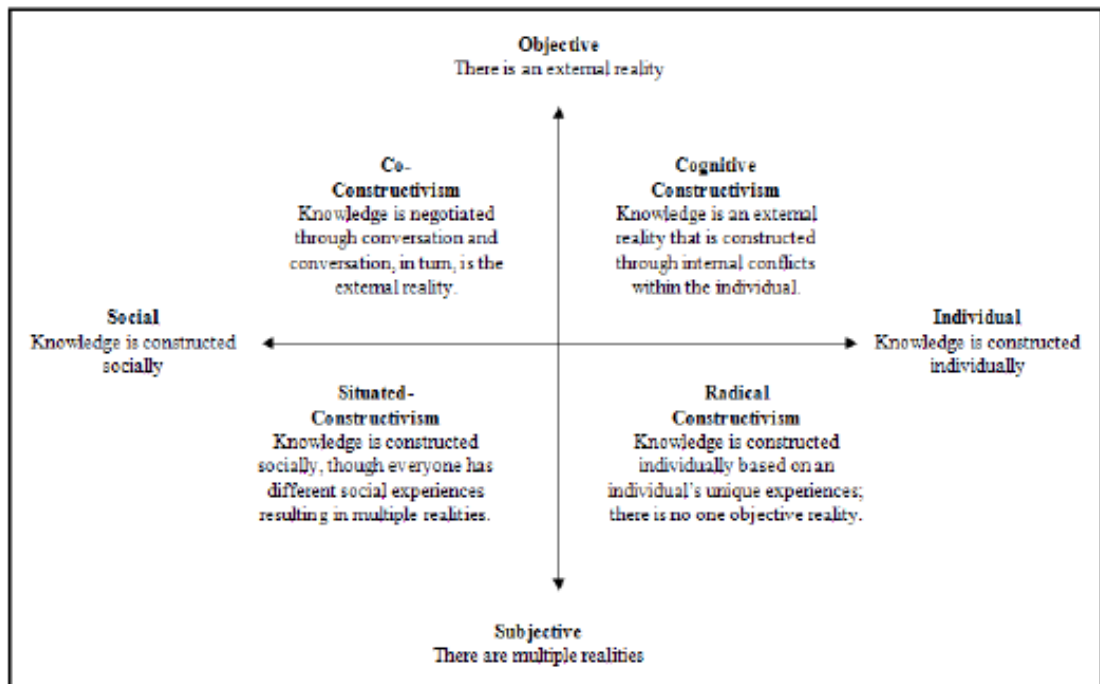 Objective
There is an external reality
Co-
Constructivism
Knowledge is negotiated
through conversation and
conversation, in turn, is the
external reality.
Cognitive
Constructivism
Knowledge is an external
reality that is constructed
through internal conflicts
within the individual.
Social
Knowledge is constructed
socially
Individual
Knowledge is constructed
individually
Situated-
Constructivism
Knowledge is constructed
socially, though everyone has
different social experiences
resulting in multiple realities.
Radical
Constructivism
Knowledge is constructed
individually based on an
individual's unique experiences;
there is no one objective reality.
Subjective
There are multiple realities